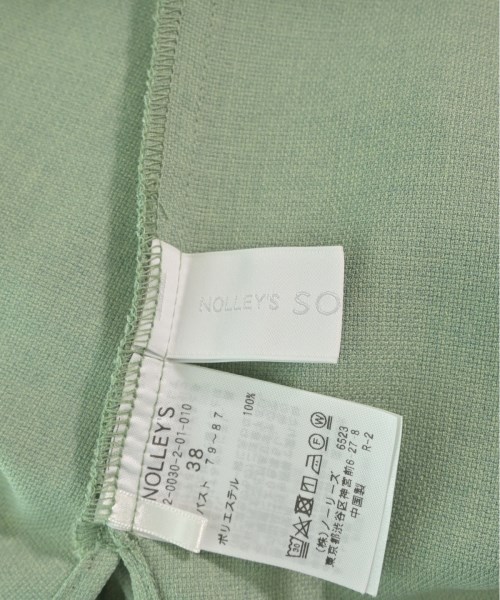 NOLLEY'S SO
NOLLEY'S
2-0030-2-01-010
38
バスト 79～87
ポリエステル 100%
30
(株)ノーリーズ 6523
東京都渋谷区神宮前6 27 8
中国製 R-2